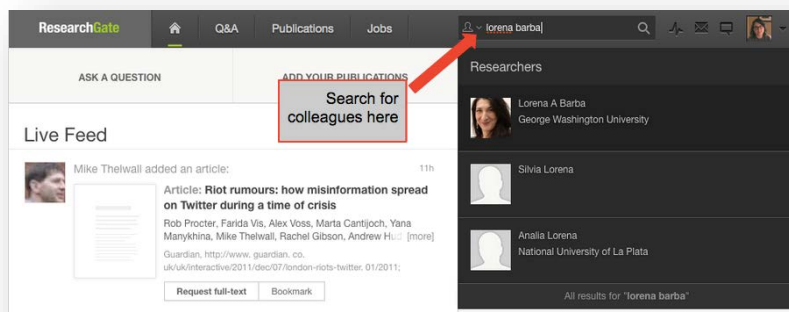 ResearchGate Q&A Publications Jobs lorena barba
ASK A QUESTION ADD YOUR PUBLICATIONS
Search for
colleagues here
Researchers
Lorena A Barba
George Washington University
Silvia Lorena
Analia Lorena
National University of La Plata
All results for "lorena barba"
Live Feed
Mike Thelwall added an article: 11h
Article: Riot rumours: how misinformation spread
on Twitter during a time of crisis
Rob Procter, Farida Vis, Alex Voss, Marta Cantijoch, Yana
Manykhina, Mike Thelwall, Rachel Gibson, Andrew [more]
Guardian, http://www. guardian. co.
uk/uk/interactive/2011/dec/07/london-riots-twitter. 01/2011;
Request full-text Bookmark